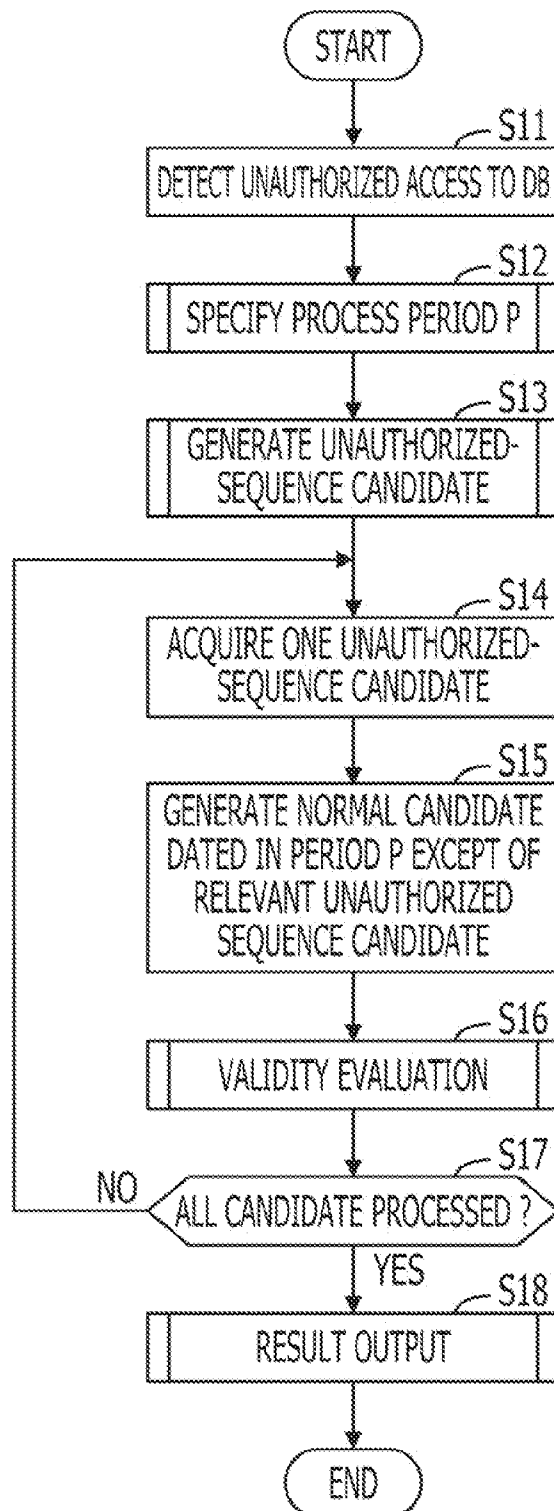 START
S11
DETECT UNAUTHORIZED ACCESS TO DB
S12
SPECIFY PROCESS PERIOD P
S13
GENERATE UNAUTHORIZED-
SEQUENCE CANDIDATE
S14
ACQUIRE ONE UNAUTHORIZED-
SEQUENCE CANDIDATE
S15
GENERATE NORMAL CANDIDATE
DATED IN PERIOD P EXCEPT OF
RELEVANT UNAUTHORIZED
SEQUENCE CANDIDATE
S16
VALIDITY EVALUATION
S17
NO
ALL CANDIDATE PROCESSED ?
YES
S18
RESULT OUTPUT
END